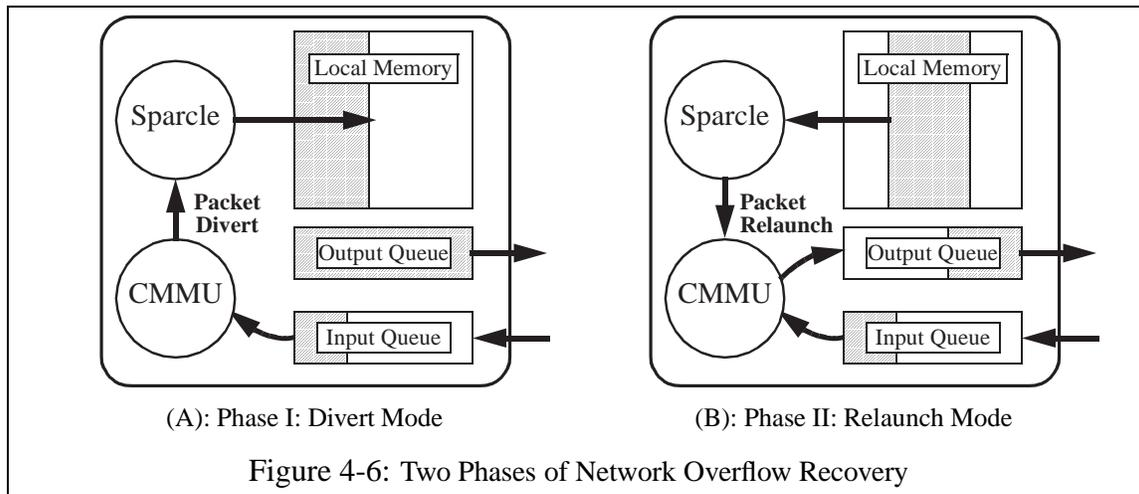 Local Memory
Sparcle
Packet
Divert
Output Queue
CMMU
Input Queue
(A): Phase I: Divert Mode
Local Memory
Sparcle
Packet
Relaunch
Output Queue
CMMU
Input Queue
(B): Phase II: Relaunch Mode
Figure 4-6: Two Phases of Network Overflow Recovery